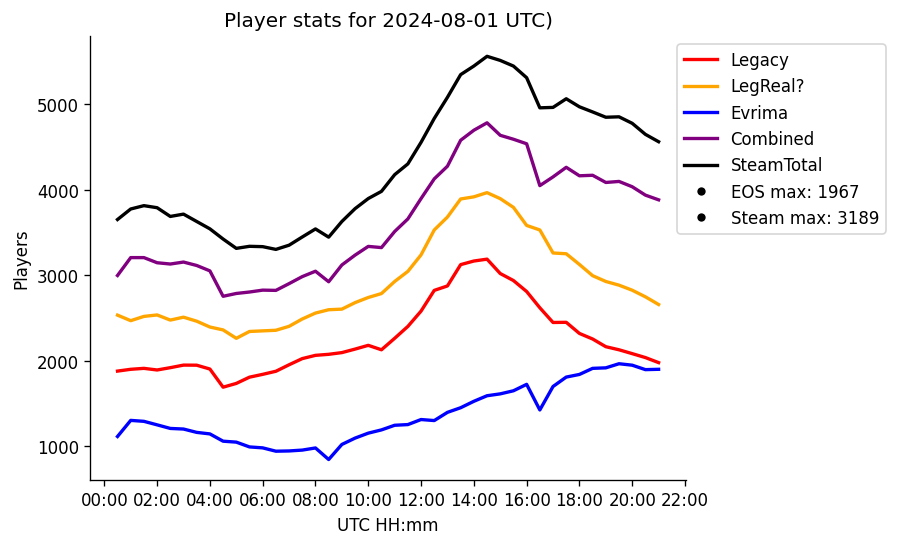 Player stats for 2024-08-01 UTC)
Legacy
LegReal?
Evrima
Combined
SteamTotal
EOS max: 1967
Steam max: 3189
Players
5000
4000
3000
2000
1000
00:00 02:00 04:00 06:00 08:00 10:00 12:00 14:00 16:00 18:00 20:00 22:00
UTC HH:mm